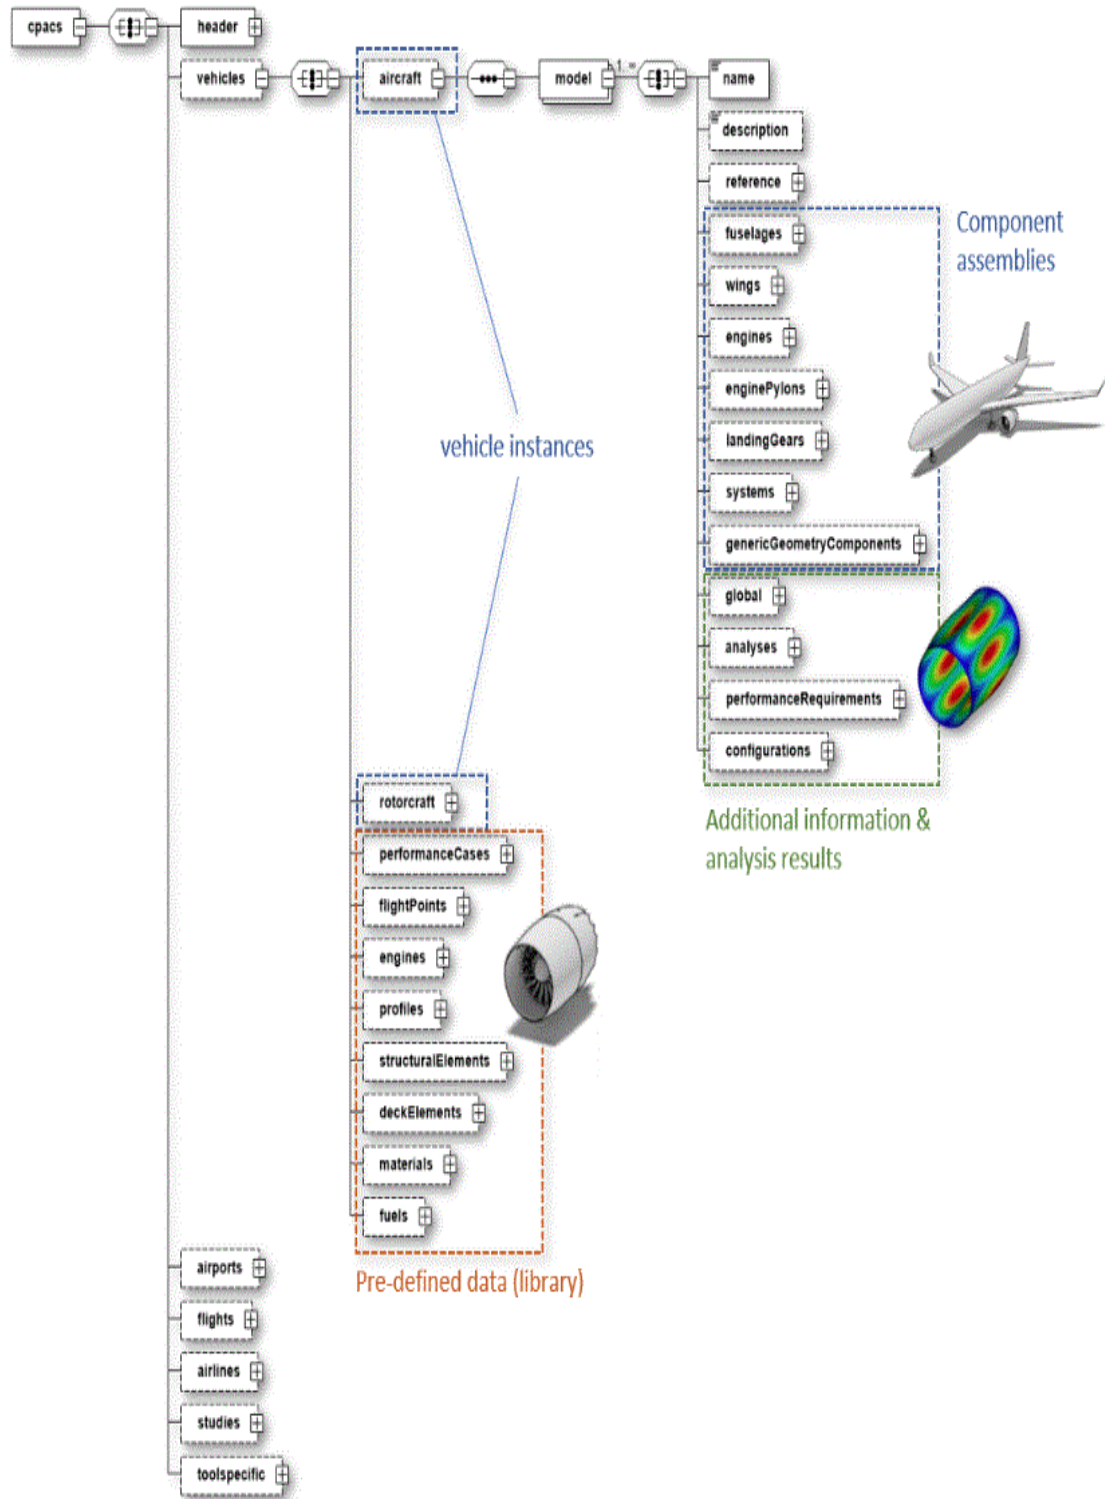 cpacs
header
vehicles
aircraft
model
1..∞
name
description
reference
fuselages
wings
engines
enginePylons
landingGears
systems
genericGeometryComponents
Component
assemblies
global
analyses
performanceRequirements
configurations
Additional information &
analysis results
vehicle instances
rotorcraft
performanceCases
flightPoints
engines
profiles
structuralElements
deckElements
materials
fuels
Pre-defined data (library)
airports
flights
airlines
studies
toolspecific